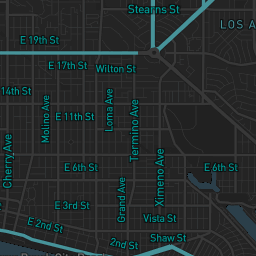 Stearns St
LOS A
E 19th St
E 17th St
Wilton St
14th St
E 11th St
Molino Ave
Loma Ave
Termino Ave
Cherry Ave
E 6th St
E 6th St
Ximeno Ave
Grand Ave
E 3rd St
E 2nd St
Vista St
2nd St
Shaw St